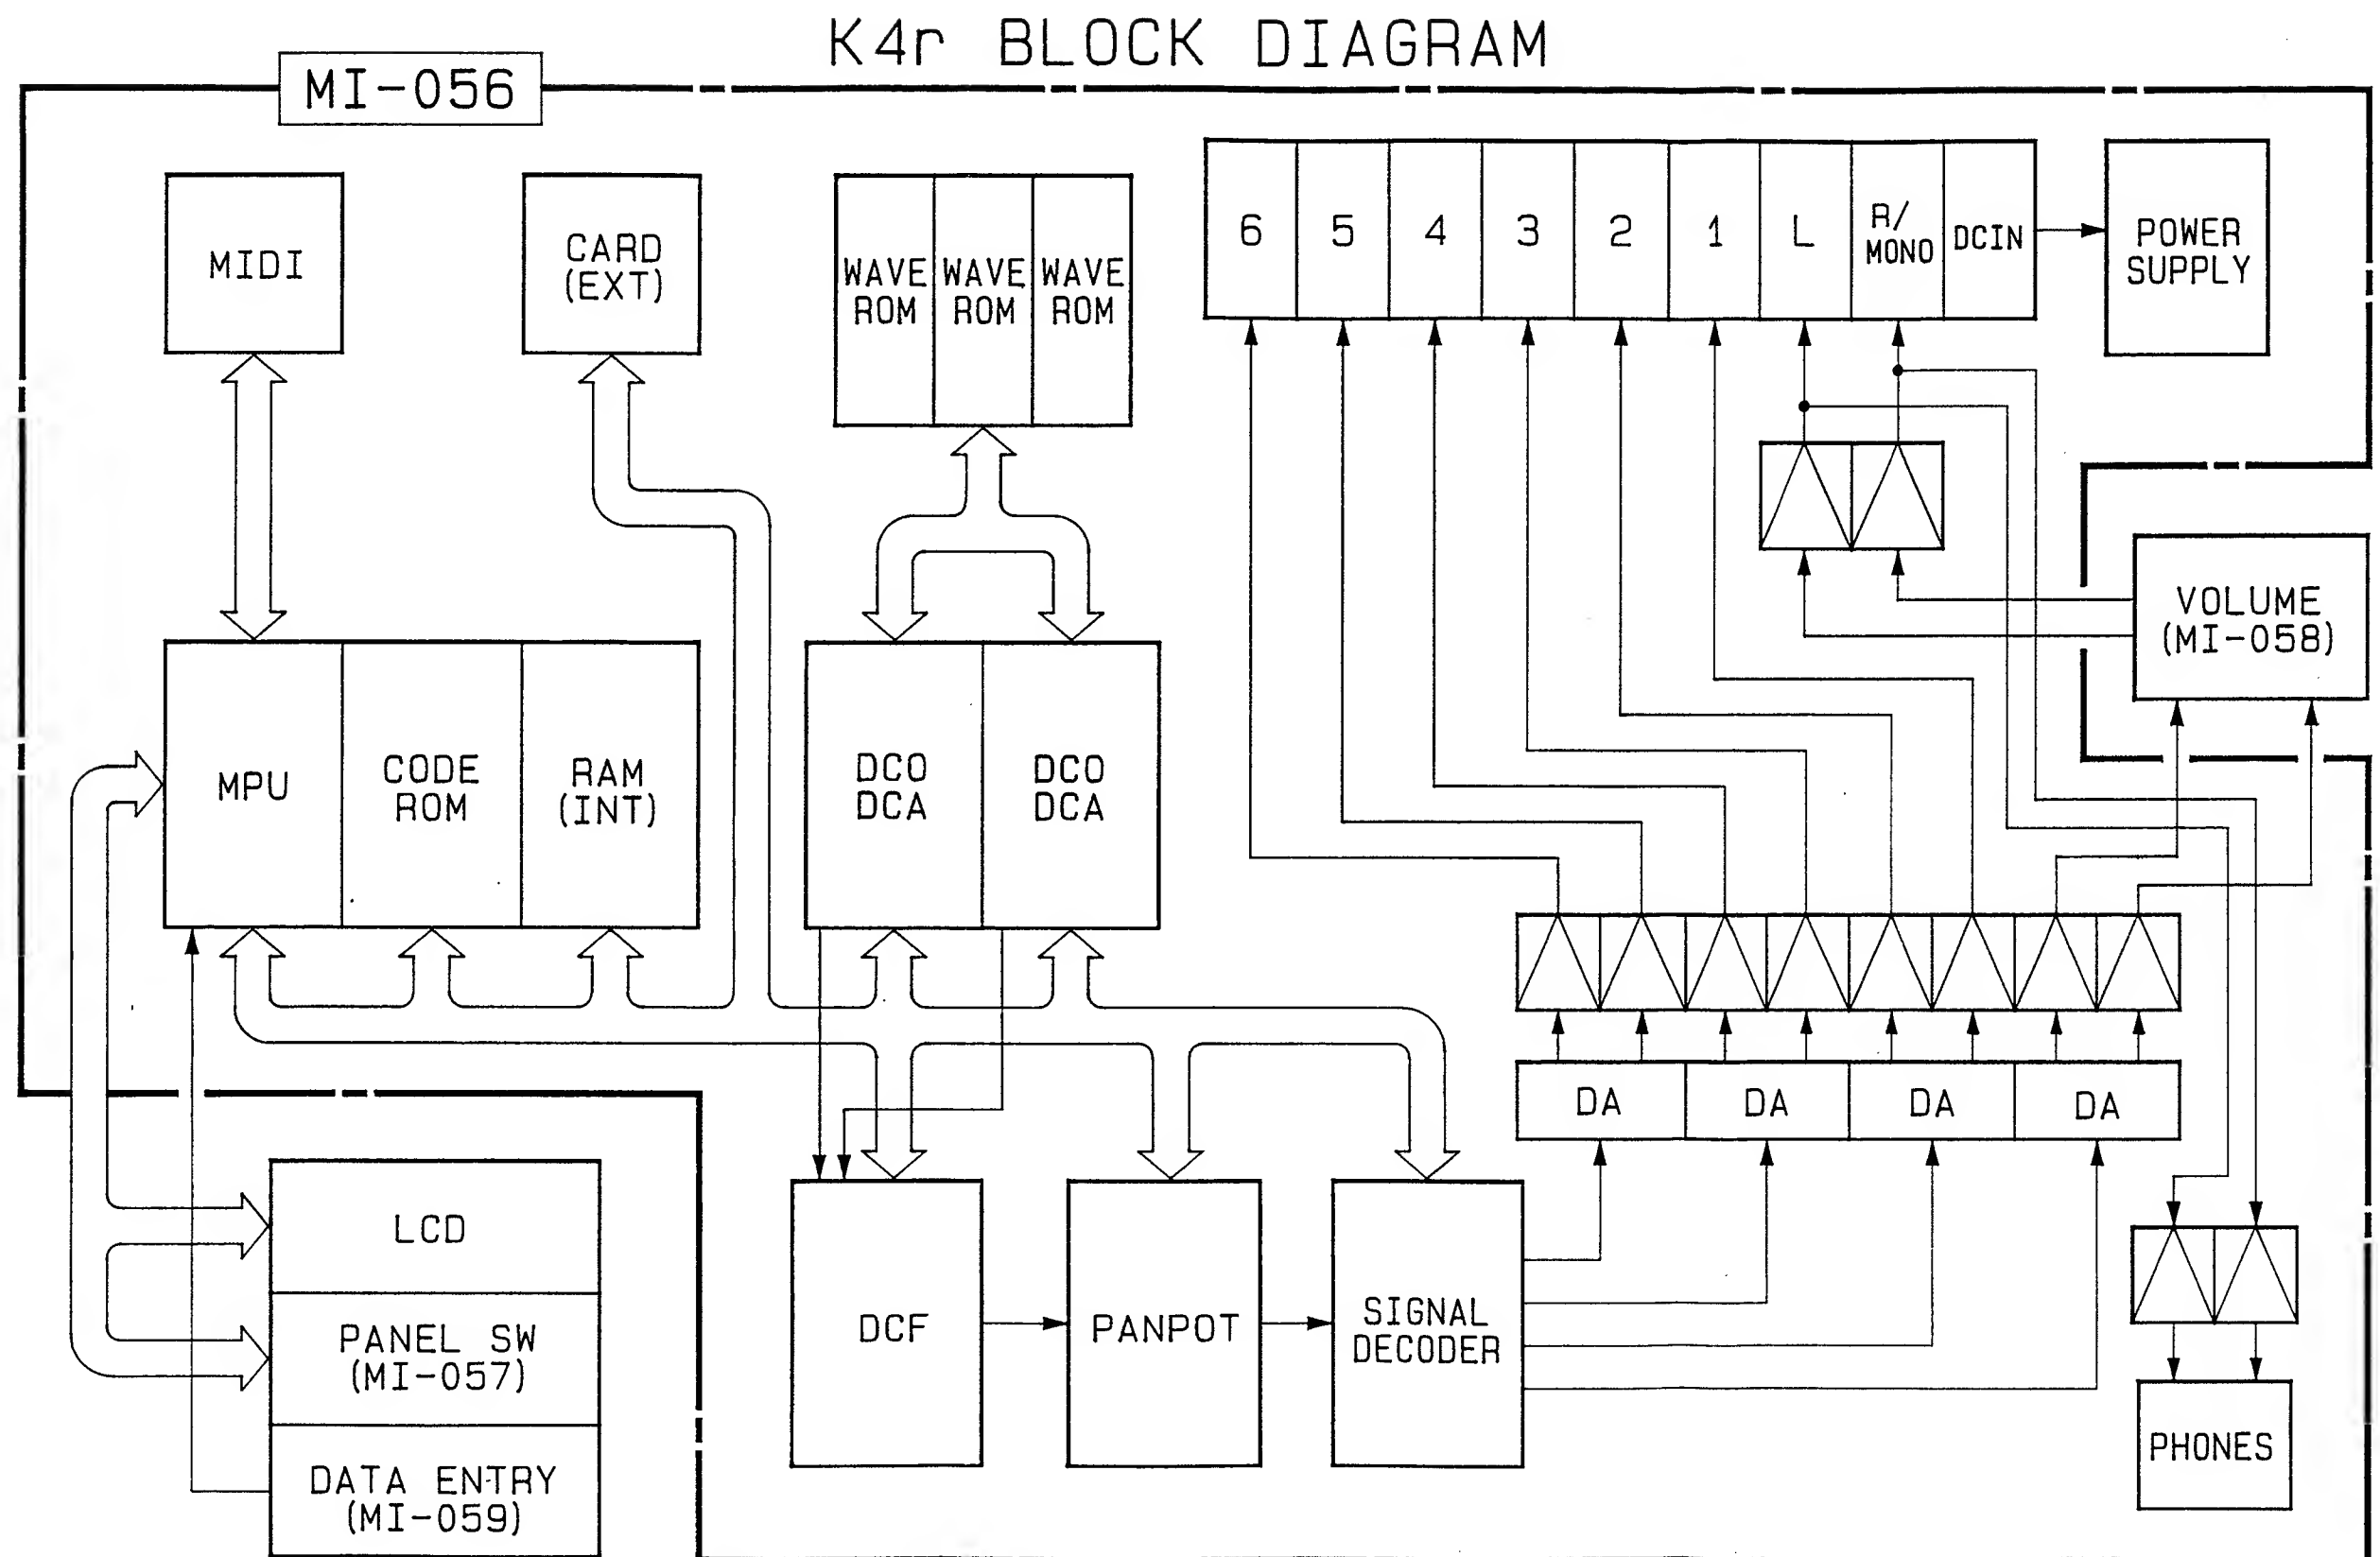 K4r BLOCK DIAGRAM
MI-056
MIDI
CARD
(EXT)
WAVE
ROM
WAVE
ROM
WAVE
ROM
6
5
4
3
2
1
L
R/
MONO
DCIN
POWER
SUPPLY
VOLUME
(MI-058)
MPU
CODE
ROM
RAM
(INT)
DCO
DCA
DCO
DCA
DA
DA
DA
DA
LCD
PANEL SW
(MI-057)
DATA ENTRY
(MI-059)
DCF
PANPOT
SIGNAL
DECODER
PHONES